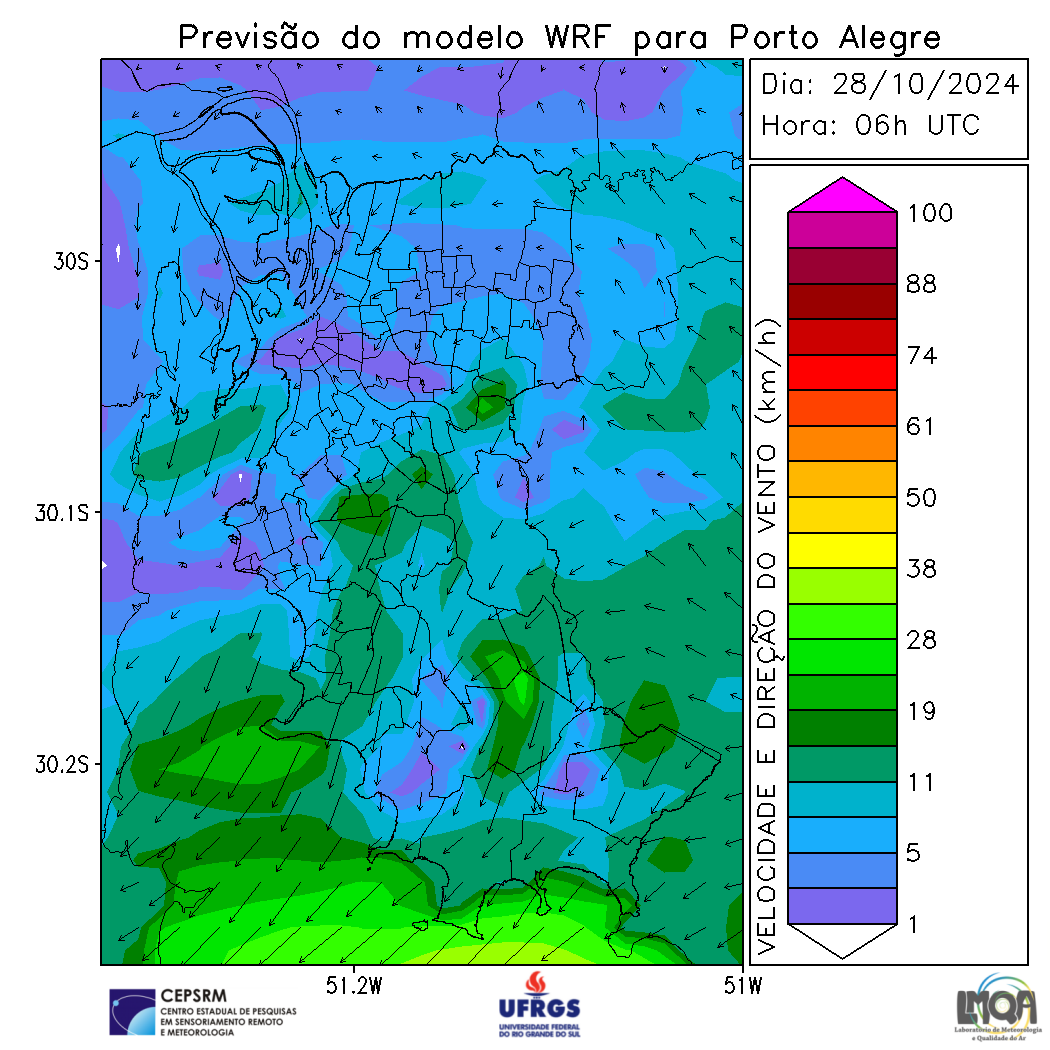 Previsão do modelo WRF para Porto Alegre
Dia: 28/10/2024
Hora: 06h UTC
30S
30.1S
30.2S
51.2W
51W
VELOCIDADE E DIREÇÃO DO VENTO (km/h)
100
88
74
61
50
38
28
19
11
5
1
CEPSRM
CENTRO ESTADUAL DE PESQUISAS
EM SENSORIAMENTO REMOTO
E METEOROLOGIA
UFRGS
UNIVERSIDADE FEDERAL
DO RIO GRANDE DO SUL
LMQA
Laboratório de Meteorologia
e Qualidade do Ar